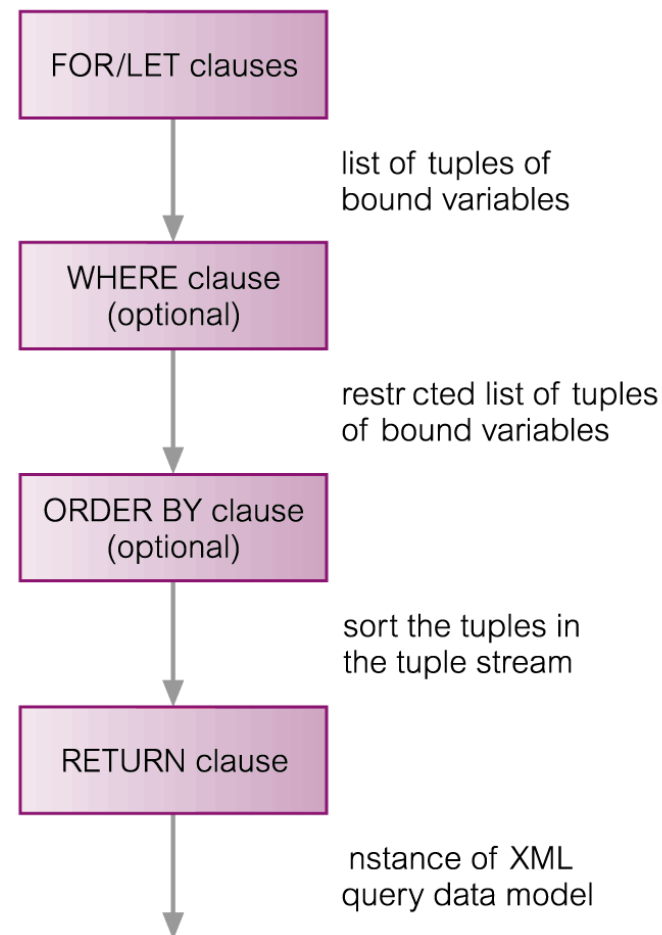 FOR/LET clauses
list of tuples of
bound variables
WHERE clause
(optional)
restr cted list of tuples
of bound variables
ORDER BY clause
(optional)
sort the tuples in
the tuple stream
RETURN clause
nstance of XML
query data model